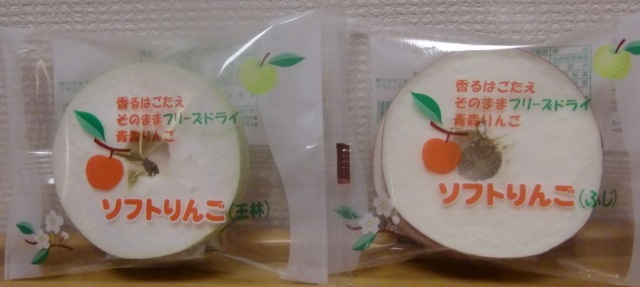 香るはごたえ
そのままフリーズドライ
青森りんご
ソフトりんご(王林)
香るはごたえ
そのままフリーズドライ
青森りんご
ソフトりんご(ふじ)